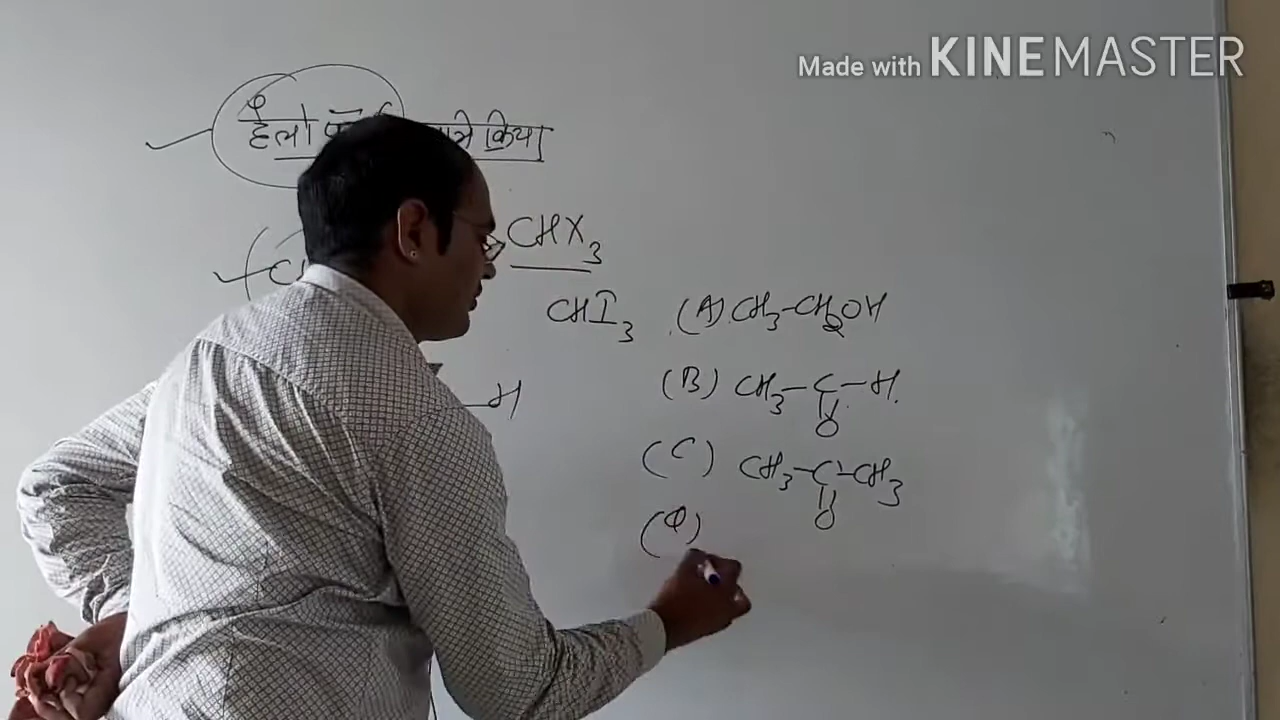 Made with KINEMASTER
हैलो क्रिया
CHX3
CHI3
(A) CH3-CH2OH
(B) CH3-C-H
O
-H
(C) CH3-C-CH3
O